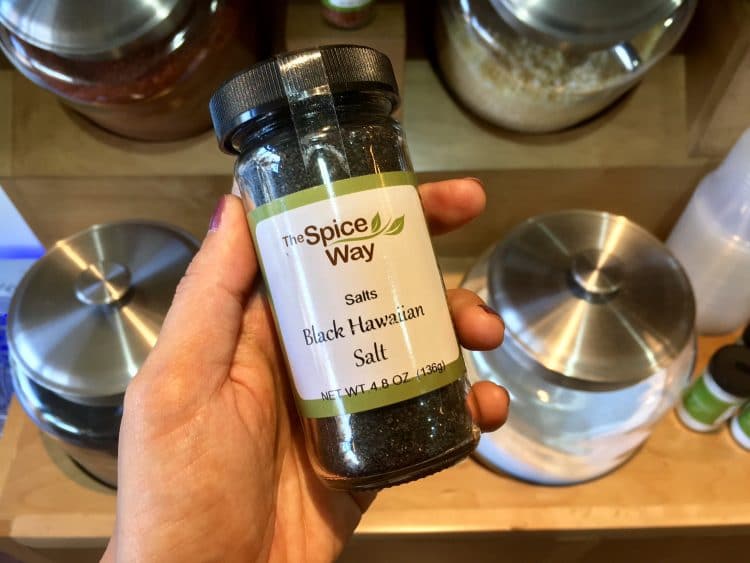 The Spice
Way
Salts
Black Hawaiian
Salt
NET WT 4.8 OZ (136g)